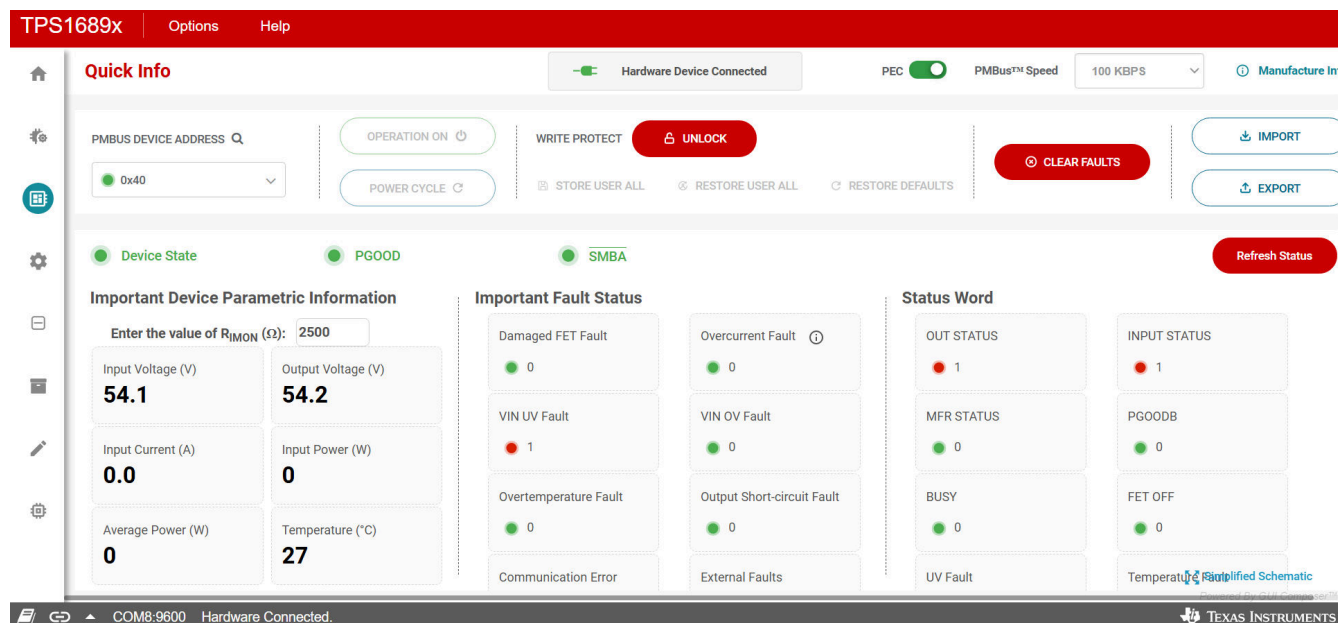 TPS1689x Options Help
Quick Info Hardware Device Connected PEC PMBus™ Speed 100 KBPS Manufacture In
PMBUS DEVICE ADDRESS OPERATION ON WRITE PROTECT UNLOCK CLEAR FAULTS IMPORT
0x40 POWER CYCLE STORE USER ALL RESTORE USER ALL RESTORE DEFAULTS EXPORT
Device State PGOOD SMBA Refresh Status
Important Device Parametric Information
Enter the value of RIMON (Ω): 2500
Input Voltage (V) Output Voltage (V)
54.1 54.2
Input Current (A) Input Power (W)
0.0 0
Average Power (W) Temperature (°C)
0 27
Important Fault Status
Damaged FET Fault Overcurrent Fault
0 0
VIN UV Fault VIN OV Fault
1 0
Overtemperature Fault Output Short-circuit Fault
0 0
Communication Error External Faults
Status Word
OUT STATUS INPUT STATUS
1 1
MFR STATUS PGOODB
0 0
BUSY FET OFF
0 0
UV Fault Temperature Fault
Simplified Schematic
Powered By GUI Composer™
COM8:9600 Hardware Connected. TEXAS INSTRUMENTS